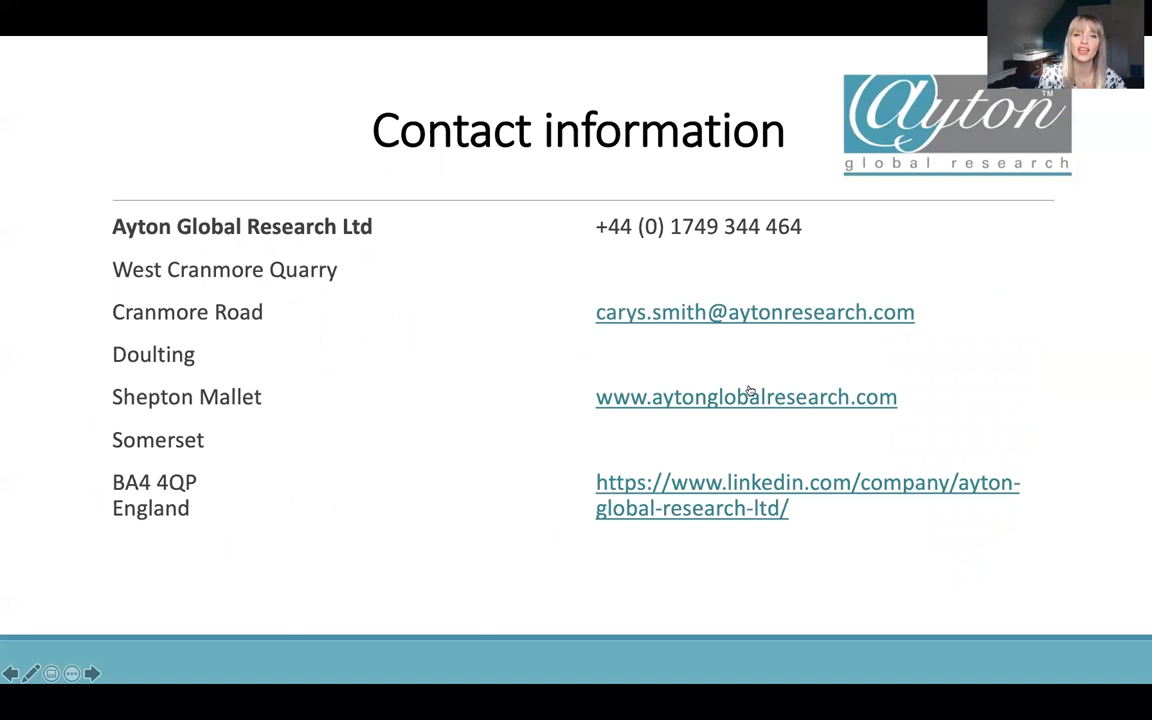 Contact information
@yton™
global research
Ayton Global Research Ltd
West Cranmore Quarry
Cranmore Road
Doulting
Shepton Mallet
Somerset
BA4 4QP
England
+44 (0) 1749 344 464
carys.smith@aytonresearch.com
www.aytonglobalresearch.com
https://www.linkedin.com/company/ayton-
global-research-ltd/